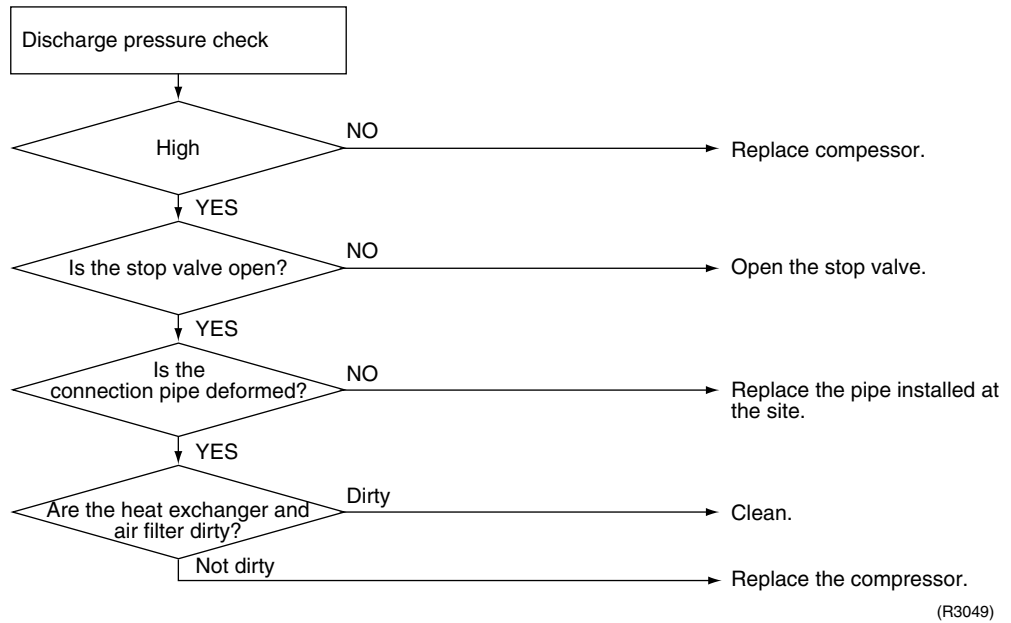 Discharge pressure check
High
NO
Replace compessor.
YES
Is the stop valve open?
NO
Open the stop valve.
YES
Is the
connection pipe deformed?
NO
Replace the pipe installed at
the site.
YES
Are the heat exchanger and
air filter dirty?
Dirty
Clean.
Not dirty
Replace the compressor.
(R3049)